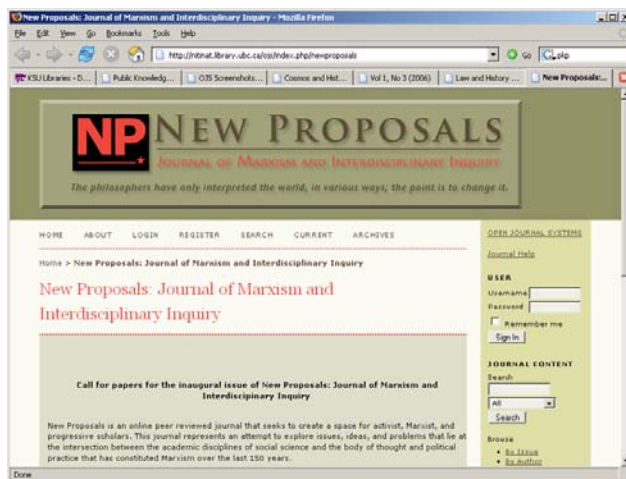 New Proposals: Journal of Marxism and Interdisciplinary Inquiry - Mozilla Firefox
File Edit View Go Bookmarks Tools Help
http://nitinat.library.ubc.ca/ojs/index.php/newproposals
Go
pkp
KSU Libraries - D...
Public Knowledg...
OJS Screenshots...
Cosmos and Hist...
Vol 1, No 3 (2006)
Law and History ...
New Proposals:...
NP
NEW PROPOSALS
JOURNAL OF MARXISM AND INTERDISCIPLINARY INQUIRY
The philosophers have only interpreted the world, in various ways; the point is to change it.
HOME ABOUT LOGIN REGISTER SEARCH CURRENT ARCHIVES
Home > New Proposals: Journal of Marxism and Interdisciplinary Inquiry
New Proposals: Journal of Marxism and
Interdisciplinary Inquiry
Call for papers for the inaugural issue of New Proposals: Journal of Marxism and
Interdiscipinary Inquiry
New Proposals is an online peer reviewed journal that seeks to create a space for activist, Marxist, and
progressive scholars. This journal represents an attempt to explore issues, ideas, and problems that lie at
the intersection between the academic disciplines of social science and the body of thought and political
practice that has constituted Marxism over the last 150 years.
OPEN JOURNAL SYSTEMS
Journal Help
USER
Username
Password
Remember me
Sign In
JOURNAL CONTENT
Search
All
Search
Browse
By Issue
By Author
Done